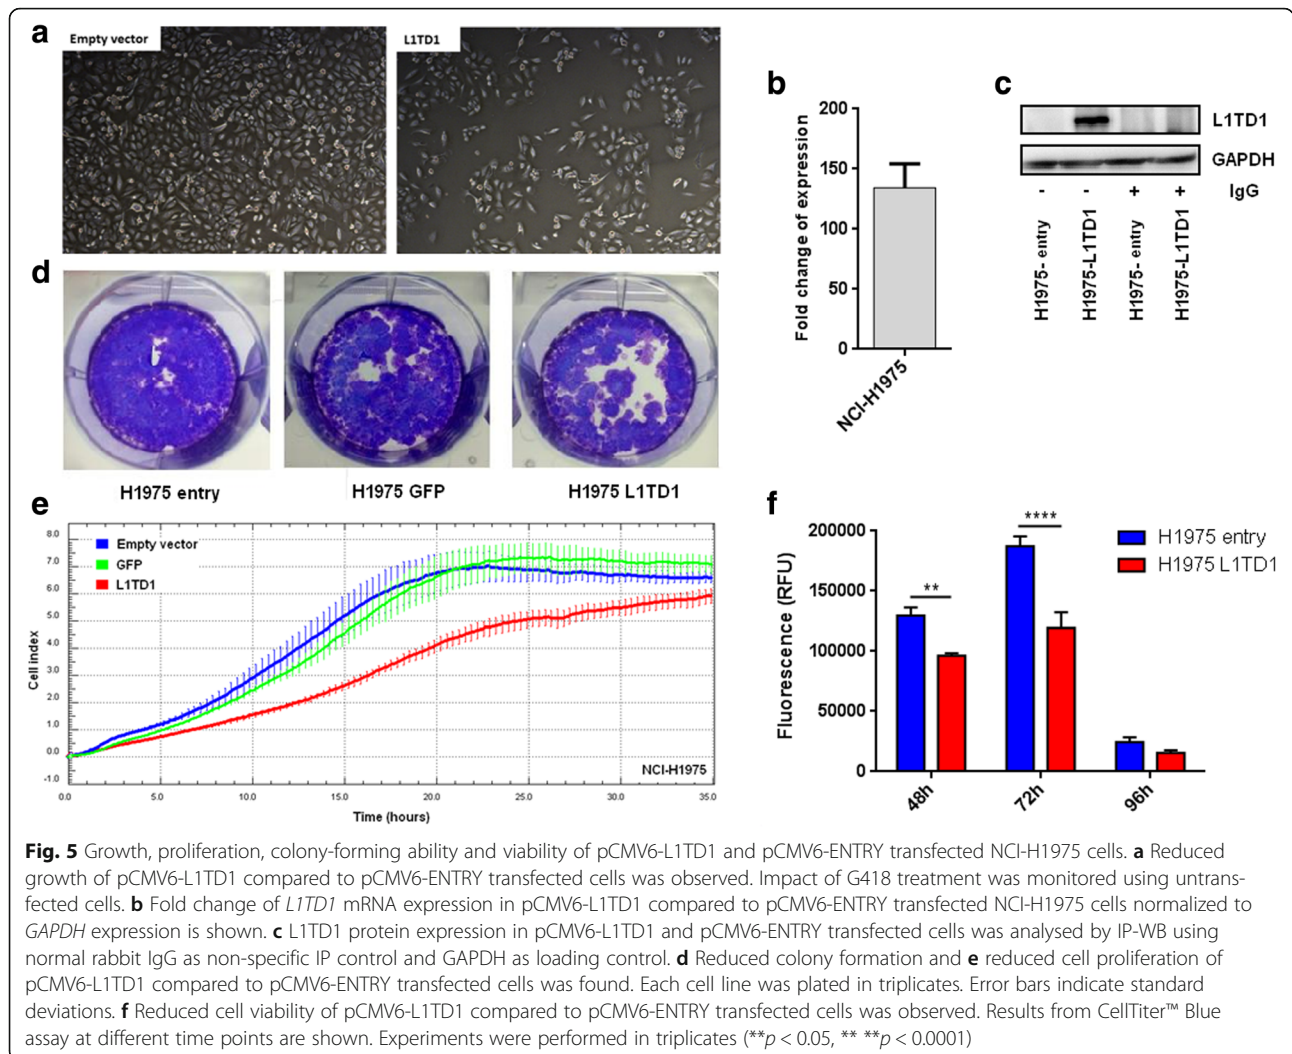 a
Empty vector
L1TD1
b
Fold change of expression
200
150
100
50
0
NCI-H1975
c
L1TD1
GAPDH
- - + + IgG
H1975- entry
H1975-L1TD1
H1975- entry
H1975-L1TD1
d
H1975 entry
H1975 GFP
H1975 L1TD1
e
Cell index
8.0
7.0
6.0
5.0
4.0
3.0
2.0
1.0
0.0
-1.0
Empty vector
GFP
L1TD1
NCI-H1975
0.0 5.0 10.0 15.0 20.0 25.0 30.0 35.0
Time (hours)
f
Fluorescence (RFU)
200000
150000
100000
50000
0
**
****
H1975 entry
H1975 L1TD1
48h
72h
96h
Fig. 5 Growth, proliferation, colony-forming ability and viability of pCMV6-L1TD1 and pCMV6-ENTRY transfected NCI-H1975 cells. a Reduced
growth of pCMV6-L1TD1 compared to pCMV6-ENTRY transfected cells was observed. Impact of G418 treatment was monitored using untrans-
fected cells. b Fold change of L1TD1 mRNA expression in pCMV6-L1TD1 compared to pCMV6-ENTRY transfected NCI-H1975 cells normalized to
GAPDH expression is shown. c L1TD1 protein expression in pCMV6-L1TD1 and pCMV6-ENTRY transfected cells was analysed by IP-WB using
normal rabbit IgG as non-specific IP control and GAPDH as loading control. d Reduced colony formation and e reduced cell proliferation of
pCMV6-L1TD1 compared to pCMV6-ENTRY transfected cells was found. Each cell line was plated in triplicates. Error bars indicate standard
deviations. f Reduced cell viability of pCMV6-L1TD1 compared to pCMV6-ENTRY transfected cells was observed. Results from CellTiter™ Blue
assay at different time points are shown. Experiments were performed in triplicates (**p < 0.05, ** **p < 0.0001)